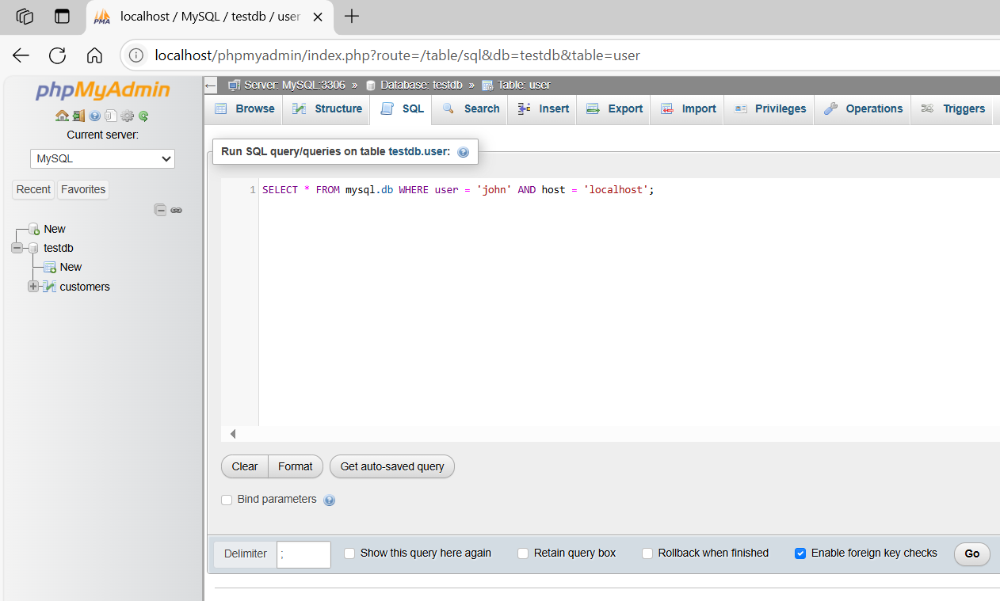 localhost / MySQL / testdb / user
localhost/phpmyadmin/index.php?route=/table/sql&db=testdb&table=user
phpMyAdmin
Current server:
MySQL
Recent Favorites
New
testdb
New
customers
Server: MySQL:3306 » Database: testdb » Table: user
Browse Structure SQL Search Insert Export Import Privileges Operations Triggers
Run SQL query/queries on table testdb.user:
1 SELECT * FROM mysql.db WHERE user = 'john' AND host = 'localhost';
Clear Format Get auto-saved query
Bind parameters
Delimiter ; Show this query here again Retain query box Rollback when finished Enable foreign key checks Go